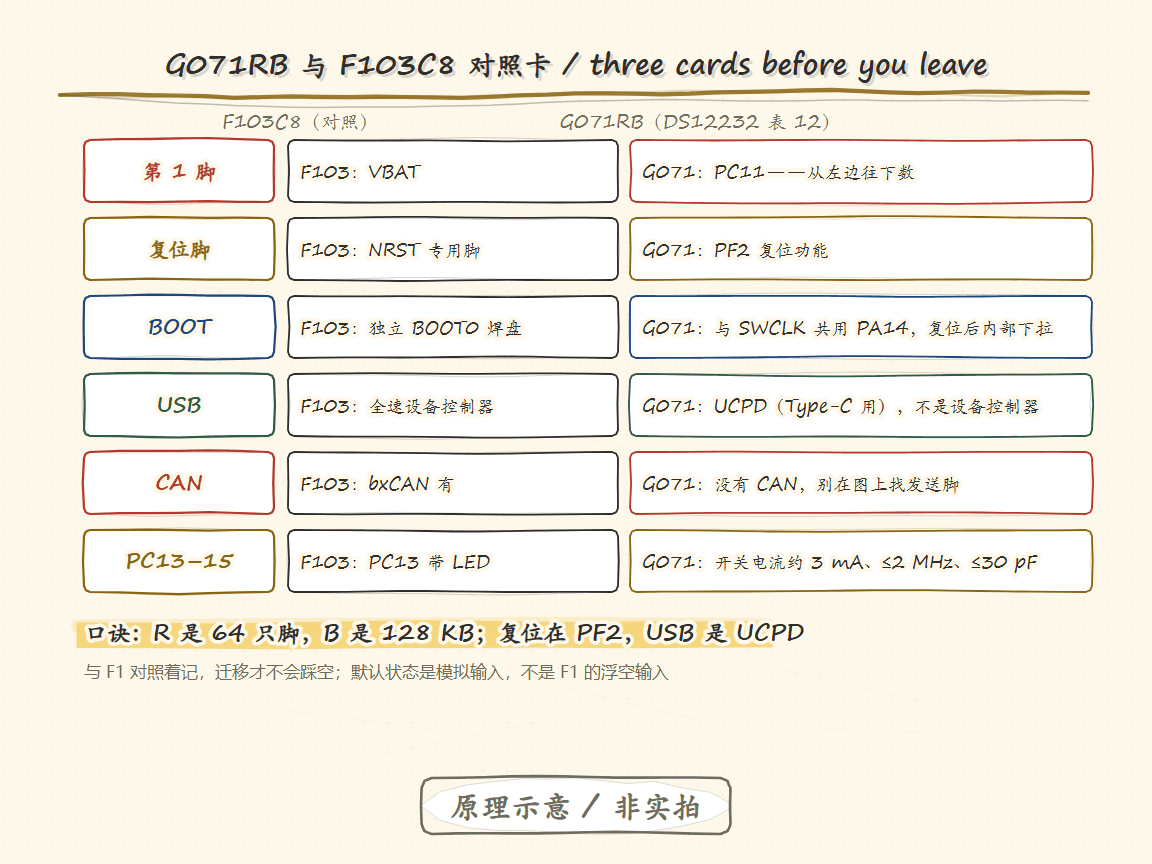 G071RB 与 F103C8 对照卡 / three cards before you leave
F103C8（对照）
G071RB（DS12232 表 12）
第 1 脚
F103：VBAT
G071：PC11——从左边往下数
复位脚
F103：NRST 专用脚
G071：PF2 复位功能
BOOT
F103：独立 BOOT0 焊盘
G071：与 SWCLK 共用 PA14，复位后内部下拉
USB
F103：全速设备控制器
G071：UCPD（Type-C 用），不是设备控制器
CAN
F103：bxCAN 有
G071：没有 CAN，别在图上找发送脚
PC13–15
F103：PC13 带 LED
G071：开关电流约 3 mA、≤2 MHz、≤30 pF
口诀：R 是 64 只脚，B 是 128 KB；复位在 PF2，USB 是 UCPD
与 F1 对照着记，迁移才不会踩空；默认状态是模拟输入，不是 F1 的浮空输入
原理示意 / 非实拍